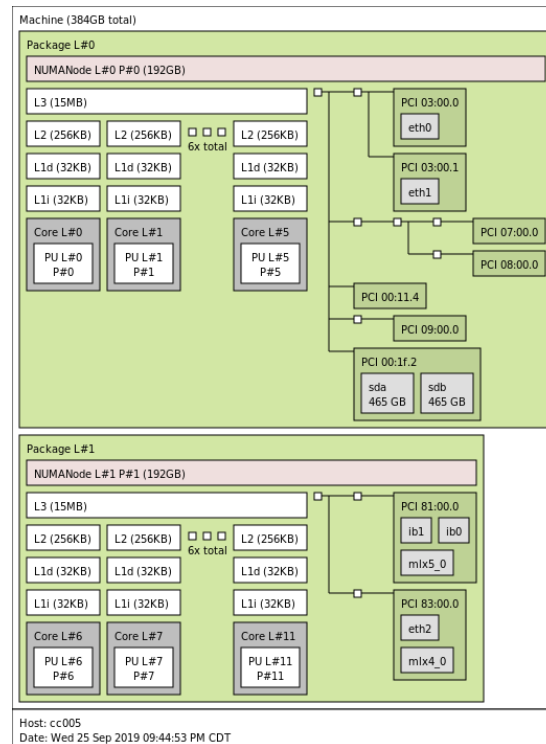 Machine (384GB total)
Package L#0
NUMANode L#0 P#0 (192GB)
L3 (15MB)
L2 (256KB) L2 (256KB) L2 (256KB)
6x total
L1d (32KB) L1d (32KB) L1d (32KB)
L1i (32KB) L1i (32KB) L1i (32KB)
Core L#0 Core L#1 Core L#5
PU L#0 PU L#1 PU L#5
P#0 P#1 P#5
PCI 03:00.0
eth0
PCI 03:00.1
eth1
PCI 07:00.0
PCI 08:00.0
PCI 00:11.4
PCI 09:00.0
PCI 00:1f.2
sda sdb
465 GB 465 GB
Package L#1
NUMANode L#1 P#1 (192GB)
L3 (15MB)
L2 (256KB) L2 (256KB) L2 (256KB)
6x total
L1d (32KB) L1d (32KB) L1d (32KB)
L1i (32KB) L1i (32KB) L1i (32KB)
Core L#6 Core L#7 Core L#11
PU L#6 PU L#7 PU L#11
P#6 P#7 P#11
PCI 81:00.0
ib1 ib0
mlx5_0
PCI 83:00.0
eth2
mlx4_0
Host: cc005
Date: Wed 25 Sep 2019 09:44:53 PM CDT